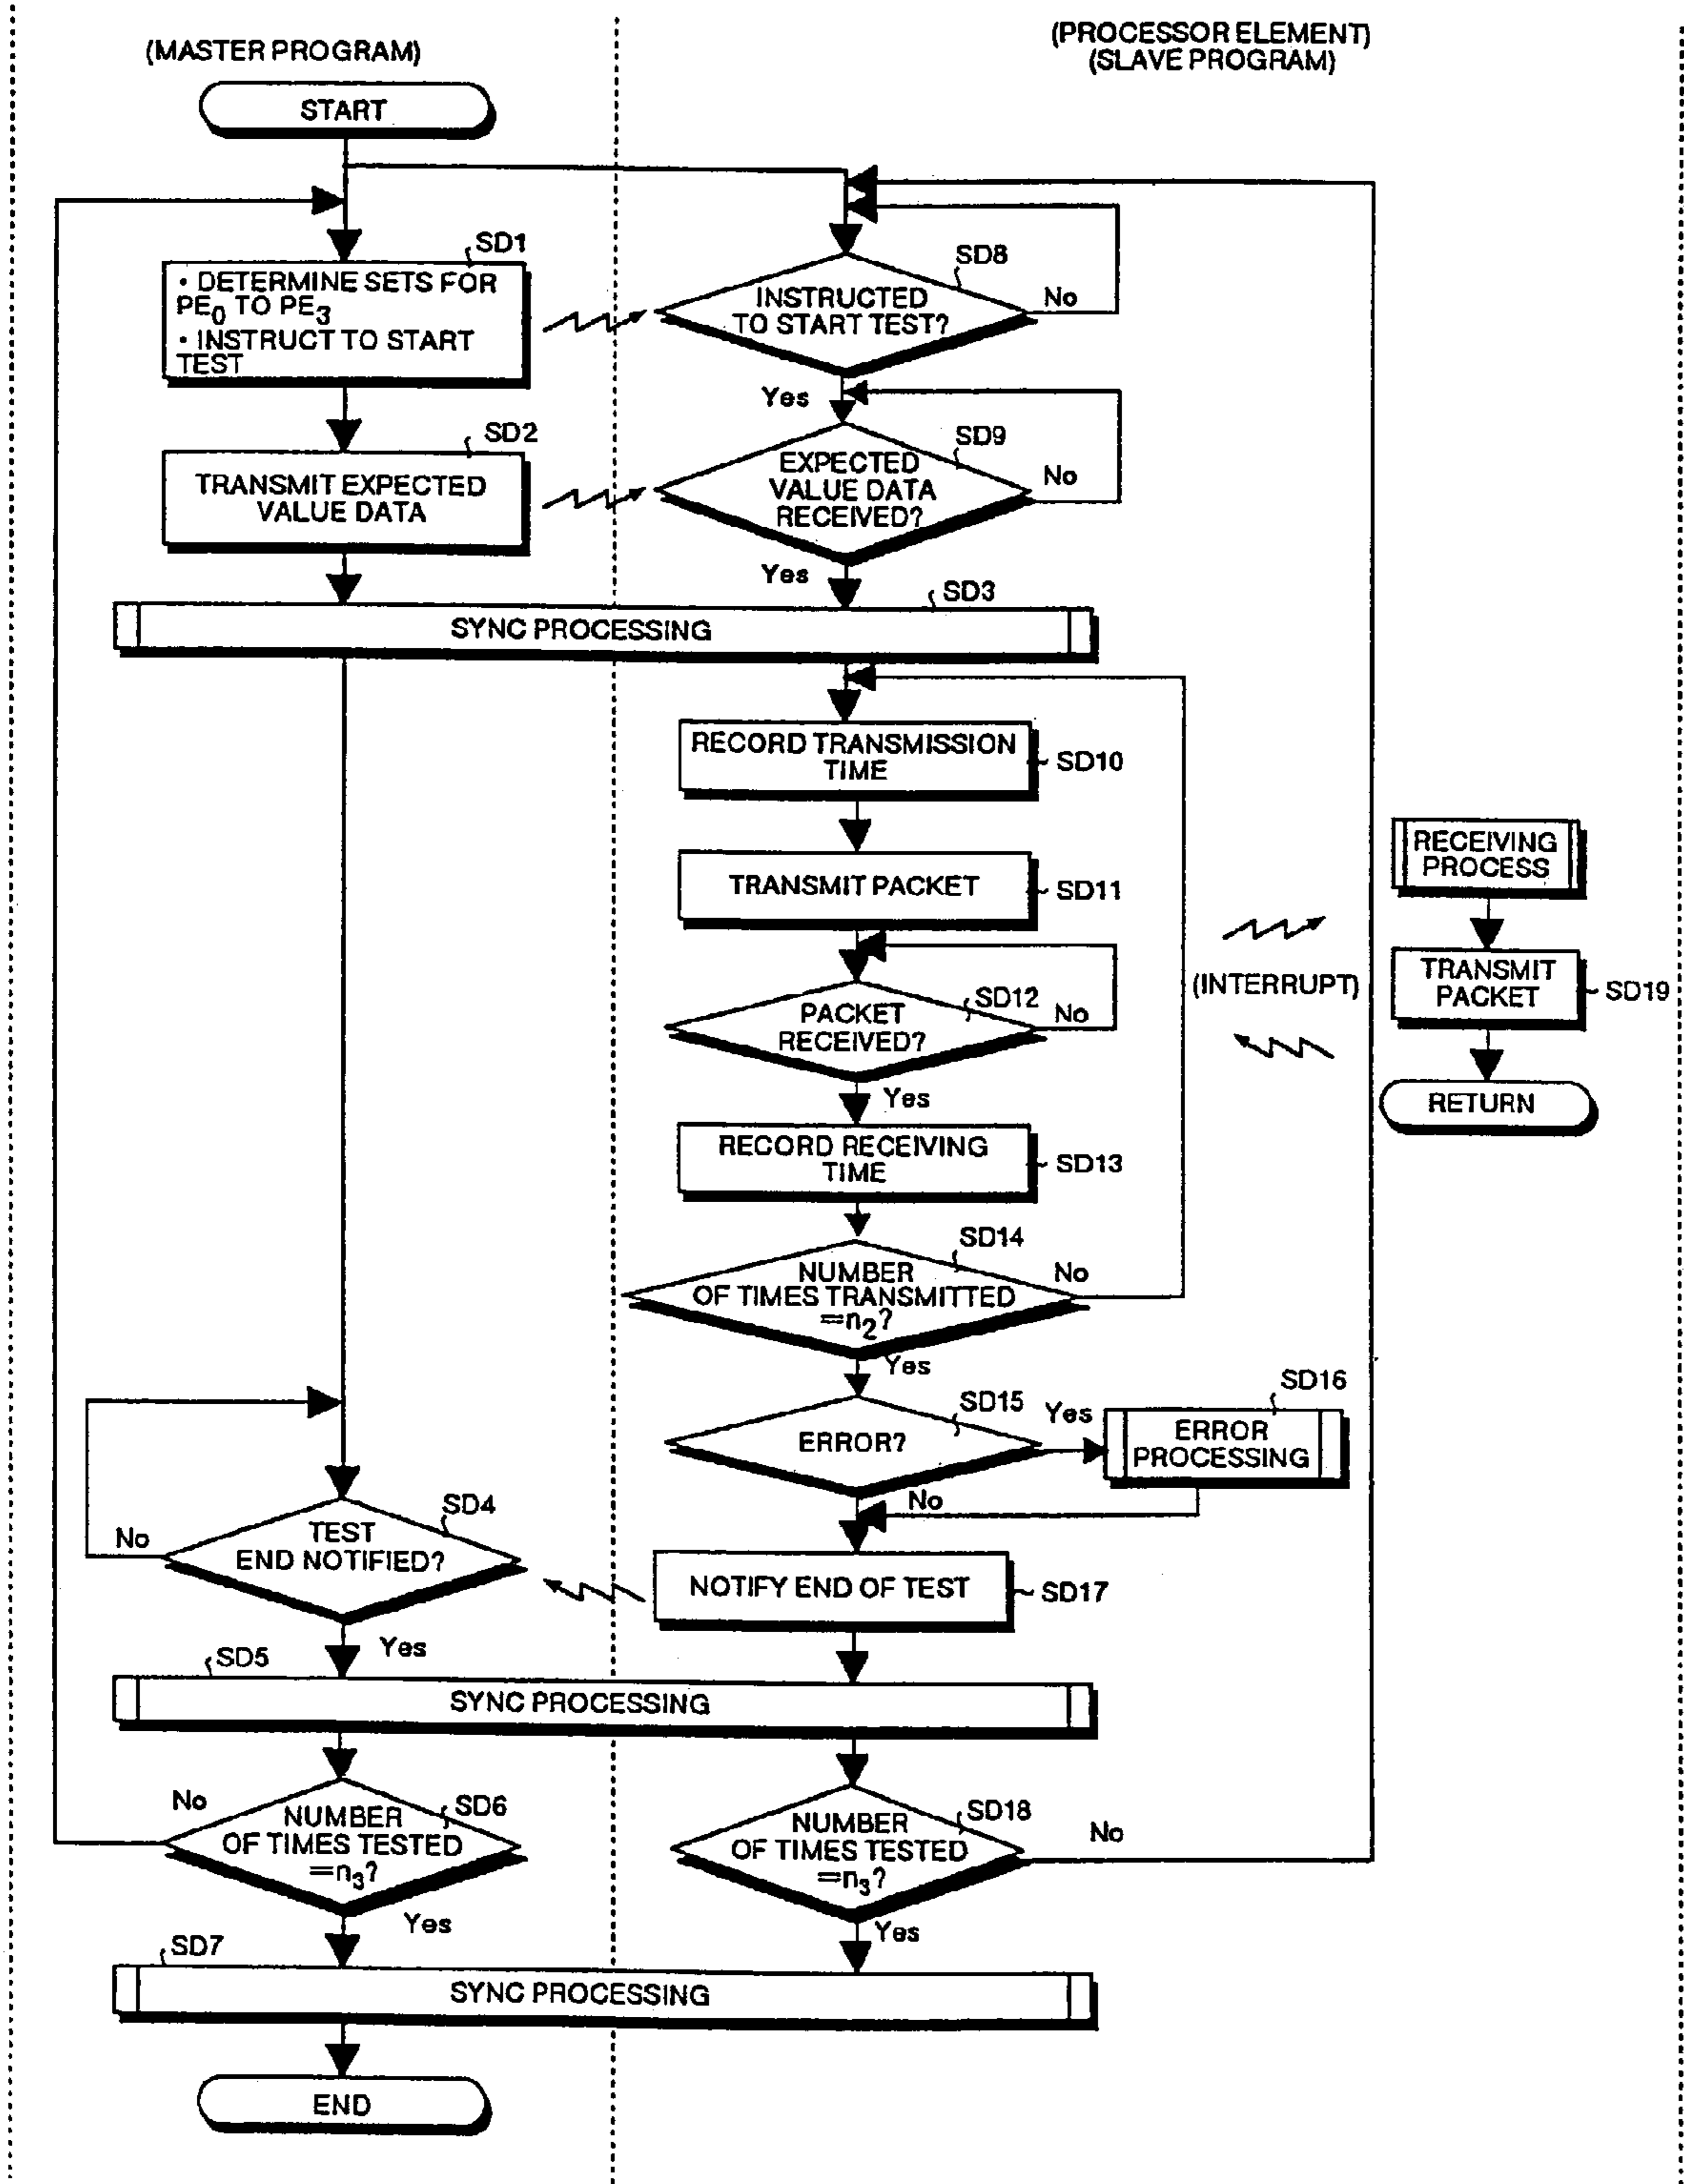 (MASTER PROGRAM)
(PROCESSOR ELEMENT)
(SLAVE PROGRAM)
START
SD1
• DETERMINE SETS FOR
PE0 TO PE3
• INSTRUCT TO START
TEST
SD8
INSTRUCTED
TO START TEST?
No
Yes
SD2
TRANSMIT EXPECTED
VALUE DATA
SD9
EXPECTED
VALUE DATA
RECEIVED?
No
Yes
SD3
SYNC PROCESSING
RECORD TRANSMISSION
TIME
SD10
TRANSMIT PACKET
SD11
SD12
PACKET
RECEIVED?
No
Yes
(INTERRUPT)
RECEIVING
PROCESS
TRANSMIT
PACKET
SD19
RETURN
RECORD RECEIVING
TIME
SD13
SD14
NUMBER
OF TIMES TRANSMITTED
=n2?
No
Yes
SD15
ERROR?
Yes
No
SD16
ERROR
PROCESSING
SD4
TEST
END NOTIFIED?
No
Yes
NOTIFY END OF TEST
SD17
SD5
SYNC PROCESSING
No
SD6
NUMBER
OF TIMES TESTED
=n3?
Yes
SD18
NUMBER
OF TIMES TESTED
=n3?
No
Yes
SD7
SYNC PROCESSING
END